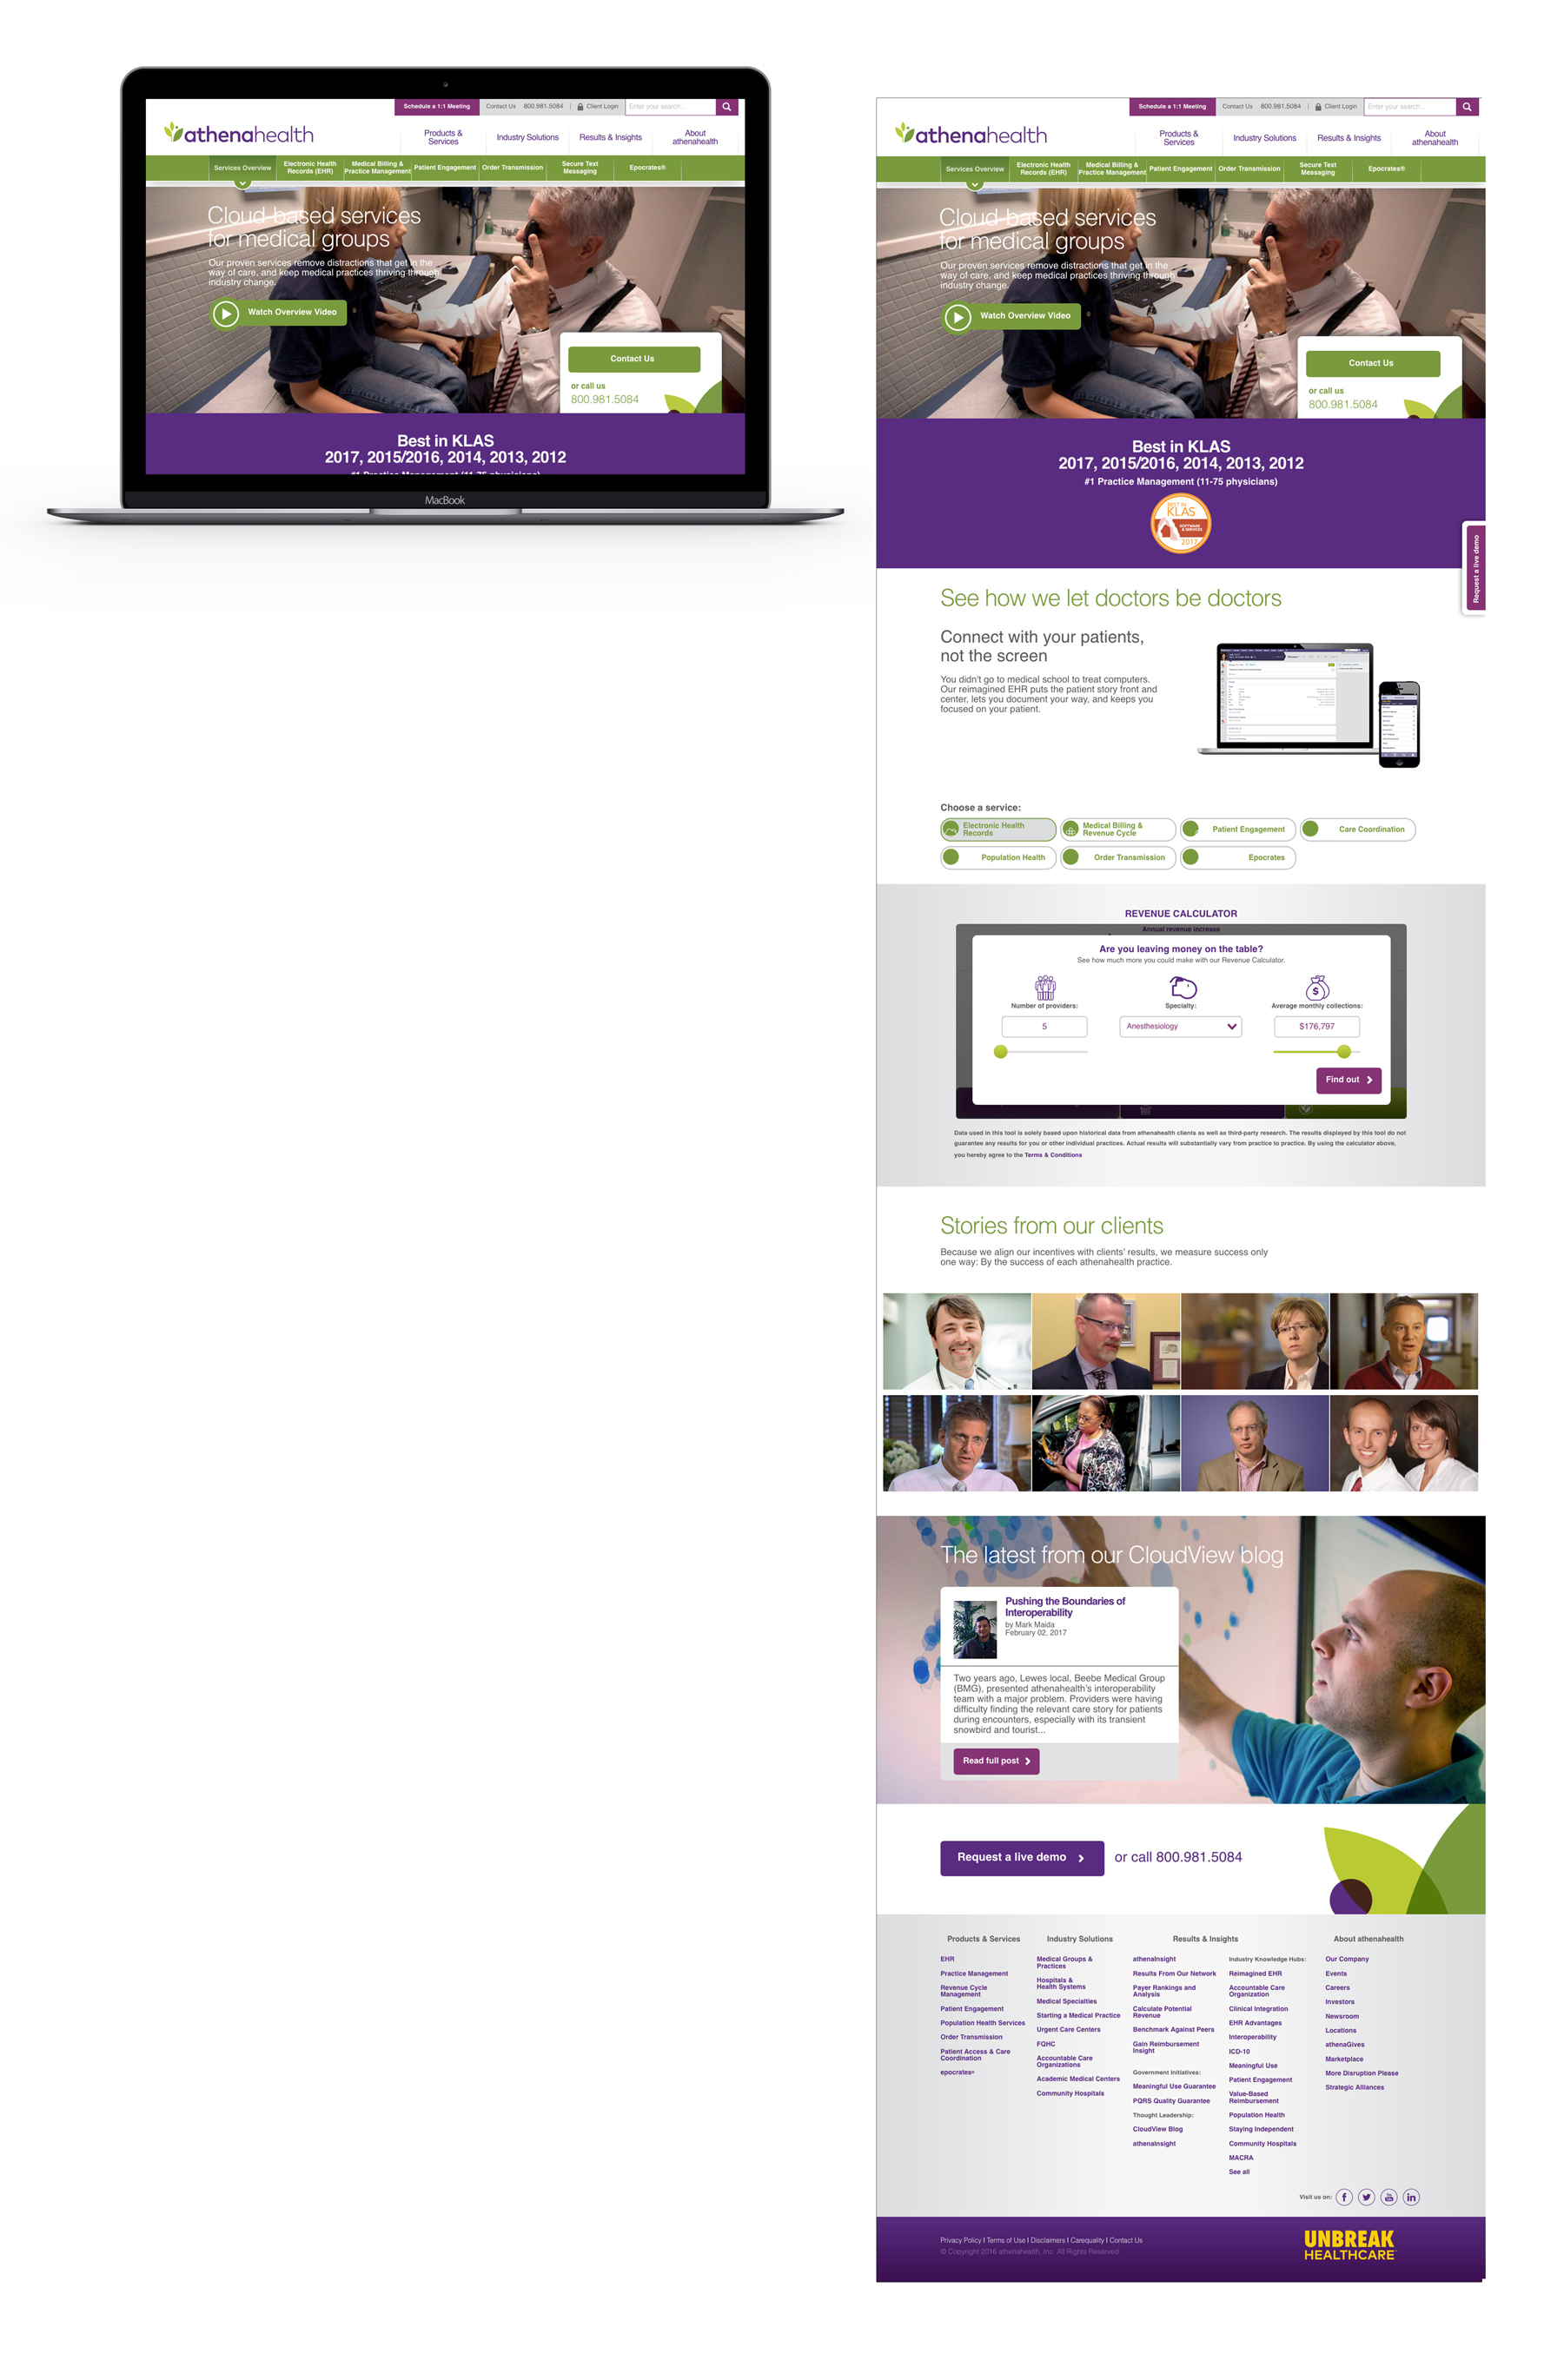 Schedule a 1:1 Meeting
Contact Us 800.981.5084 | Client Login
Enter your search...
athenahealth
Products &
Services
Industry Solutions
Results & Insights
About
athenahealth
Services Overview
Electronic Health
Records (EHR)
Medical Billing &
Practice Management
Patient Engagement
Order Transmission
Secure Text
Messaging
Epocrates®
Cloud-based services
for medical groups
Our proven services remove distractions that get in the
way of care, and keep medical practices thriving through
industry change.
Watch Overview Video
Contact Us
or call us
800.981.5084
Best in KLAS
2017, 2015/2016, 2014, 2013, 2012
#1 Practice Management (11-75 physicians)
MacBook
Schedule a 1:1 Meeting
Contact Us 800.981.5084 | Client Login
Enter your search...
athenahealth
Products &
Services
Industry Solutions
Results & Insights
About
athenahealth
Services Overview
Electronic Health
Records (EHR)
Medical Billing &
Practice Management
Patient Engagement
Order Transmission
Secure Text
Messaging
Epocrates®
Cloud-based services
for medical groups
Our proven services remove distractions that get in the
way of care, and keep medical practices thriving through
industry change.
Watch Overview Video
Contact Us
or call us
800.981.5084
Best in KLAS
2017, 2015/2016, 2014, 2013, 2012
#1 Practice Management (11-75 physicians)
BEST IN
KLAS
SOFTWARE
& SERVICES
2017
Request a live demo
See how we let doctors be doctors
Connect with your patients,
not the screen
You didn't go to medical school to treat computers.
Our reimagined EHR puts the patient story front and
center, lets you document your way, and keeps you
focused on your patient.
Choose a service:
Electronic Health
Records
Medical Billing &
Revenue Cycle
Patient Engagement
Care Coordination
Population Health
Order Transmission
Epocrates
REVENUE CALCULATOR
Annual revenue increase
Are you leaving money on the table?
See how much more you could make with our Revenue Calculator.
Number of providers:
Specialty:
Average monthly collections:
5
Anesthesiology
$176,797
Find out
Data used in this tool is solely based upon historical data from athenahealth clients as well as third-party research. The results displayed by this tool do not
guarantee any results for you or other individual practices. Actual results will substantially vary from practice to practice. By using the calculator above,
you hereby agree to the Terms & Conditions
Stories from our clients
Because we align our incentives with clients' results, we measure success only
one way: By the success of each athenahealth practice.
The latest from our CloudView blog
Pushing the Boundaries of
Interoperability
by Mark Maida
February 02, 2017
Two years ago, Lewes local, Beebe Medical Group
(BMG), presented athenahealth's interoperability
team with a major problem. Providers were having
difficulty finding the relevant care story for patients
during encounters, especially with its transient
snowbird and tourist...
Read full post
Request a live demo
or call 800.981.5084
Products & Services
EHR
Practice Management
Revenue Cycle
Management
Patient Engagement
Population Health Services
Order Transmission
Patient Access & Care
Coordination
epocrates®
Industry Solutions
Medical Groups &
Practices
Hospitals &
Health Systems
Medical Specialties
Starting a Medical Practice
Urgent Care Centers
FQHC
Accountable Care
Organizations
Academic Medical Centers
Community Hospitals
Results & Insights
athenaInsight
Results From Our Network
Payer Rankings and
Analysis
Calculate Potential
Revenue
Benchmark Against Peers
Gain Reimbursement
Insight
Government Initiatives:
Meaningful Use Guarantee
PQRS Quality Guarantee
Thought Leadership:
CloudView Blog
athenaInsight
Industry Knowledge Hubs:
Reimagined EHR
Accountable Care
Organization
Clinical Integration
EHR Advantages
Interoperability
ICD-10
Meaningful Use
Patient Engagement
Value-Based
Reimbursement
Population Health
Staying Independent
Community Hospitals
MACRA
See all
About athenahealth
Our Company
Events
Careers
Investors
Newsroom
Locations
athenaGives
Marketplace
More Disruption Please
Strategic Alliances
Visit us on:
Privacy Policy | Terms of Use | Disclaimers | Carequality | Contact Us
© Copyright 2016 athenahealth, Inc. All Rights Reserved
UNBREAK
HEALTHCARE